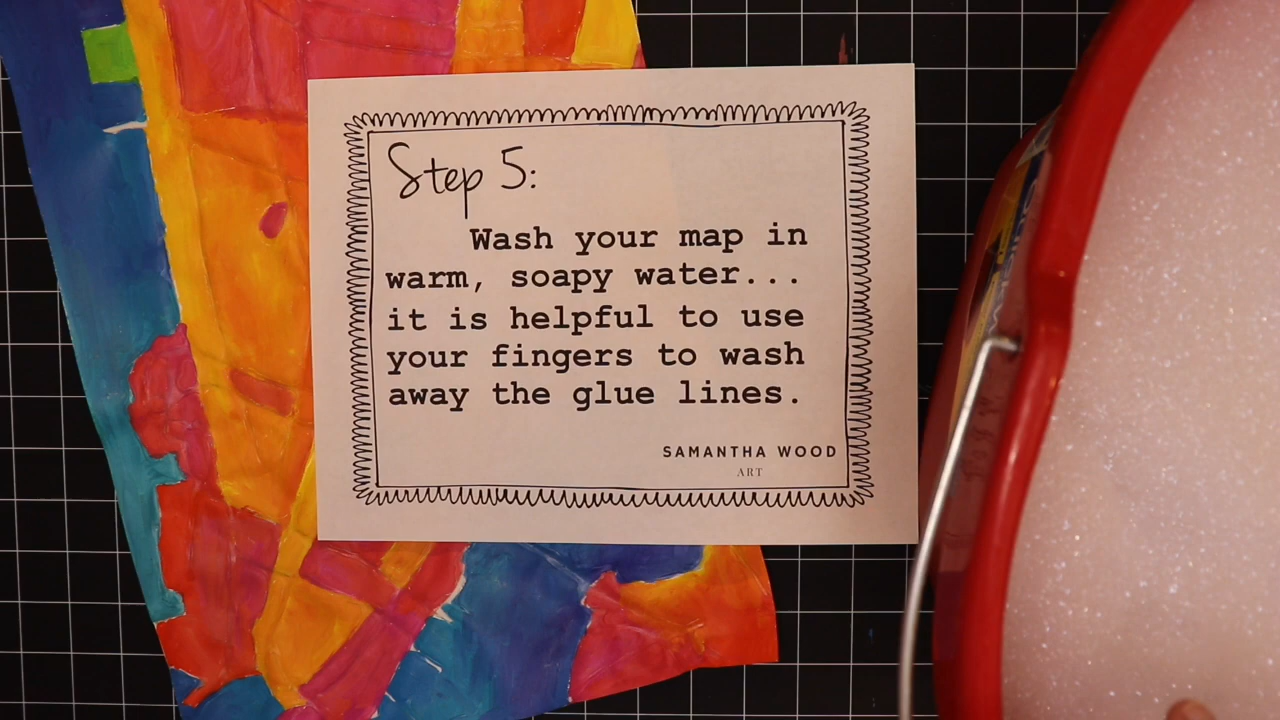 Step 5:
Wash your map in
warm, soapy water...
it is helpful to use
your fingers to wash
away the glue lines.
SAMANTHA WOOD
ART